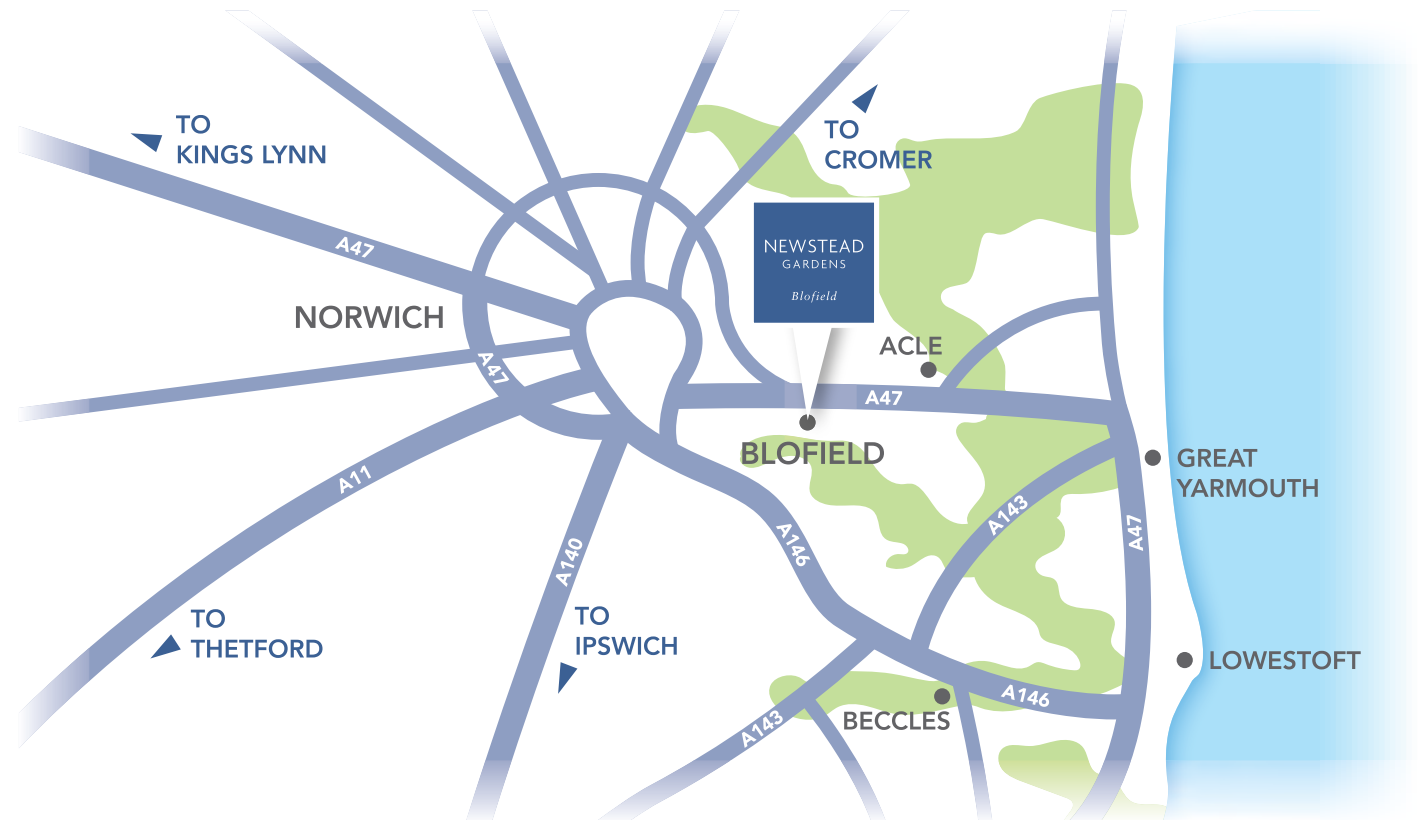 TO
KINGS LYNN
TO
CROMER
A47
NEWSTEAD
GARDENS
Blofield
NORWICH
ACLE
A47
A47
BLOFIELD
GREAT
YARMOUTH
A11
A143
A47
A146
A140
TO
THETFORD
TO
IPSWICH
LOWESTOFT
A146
BECCLES
A143